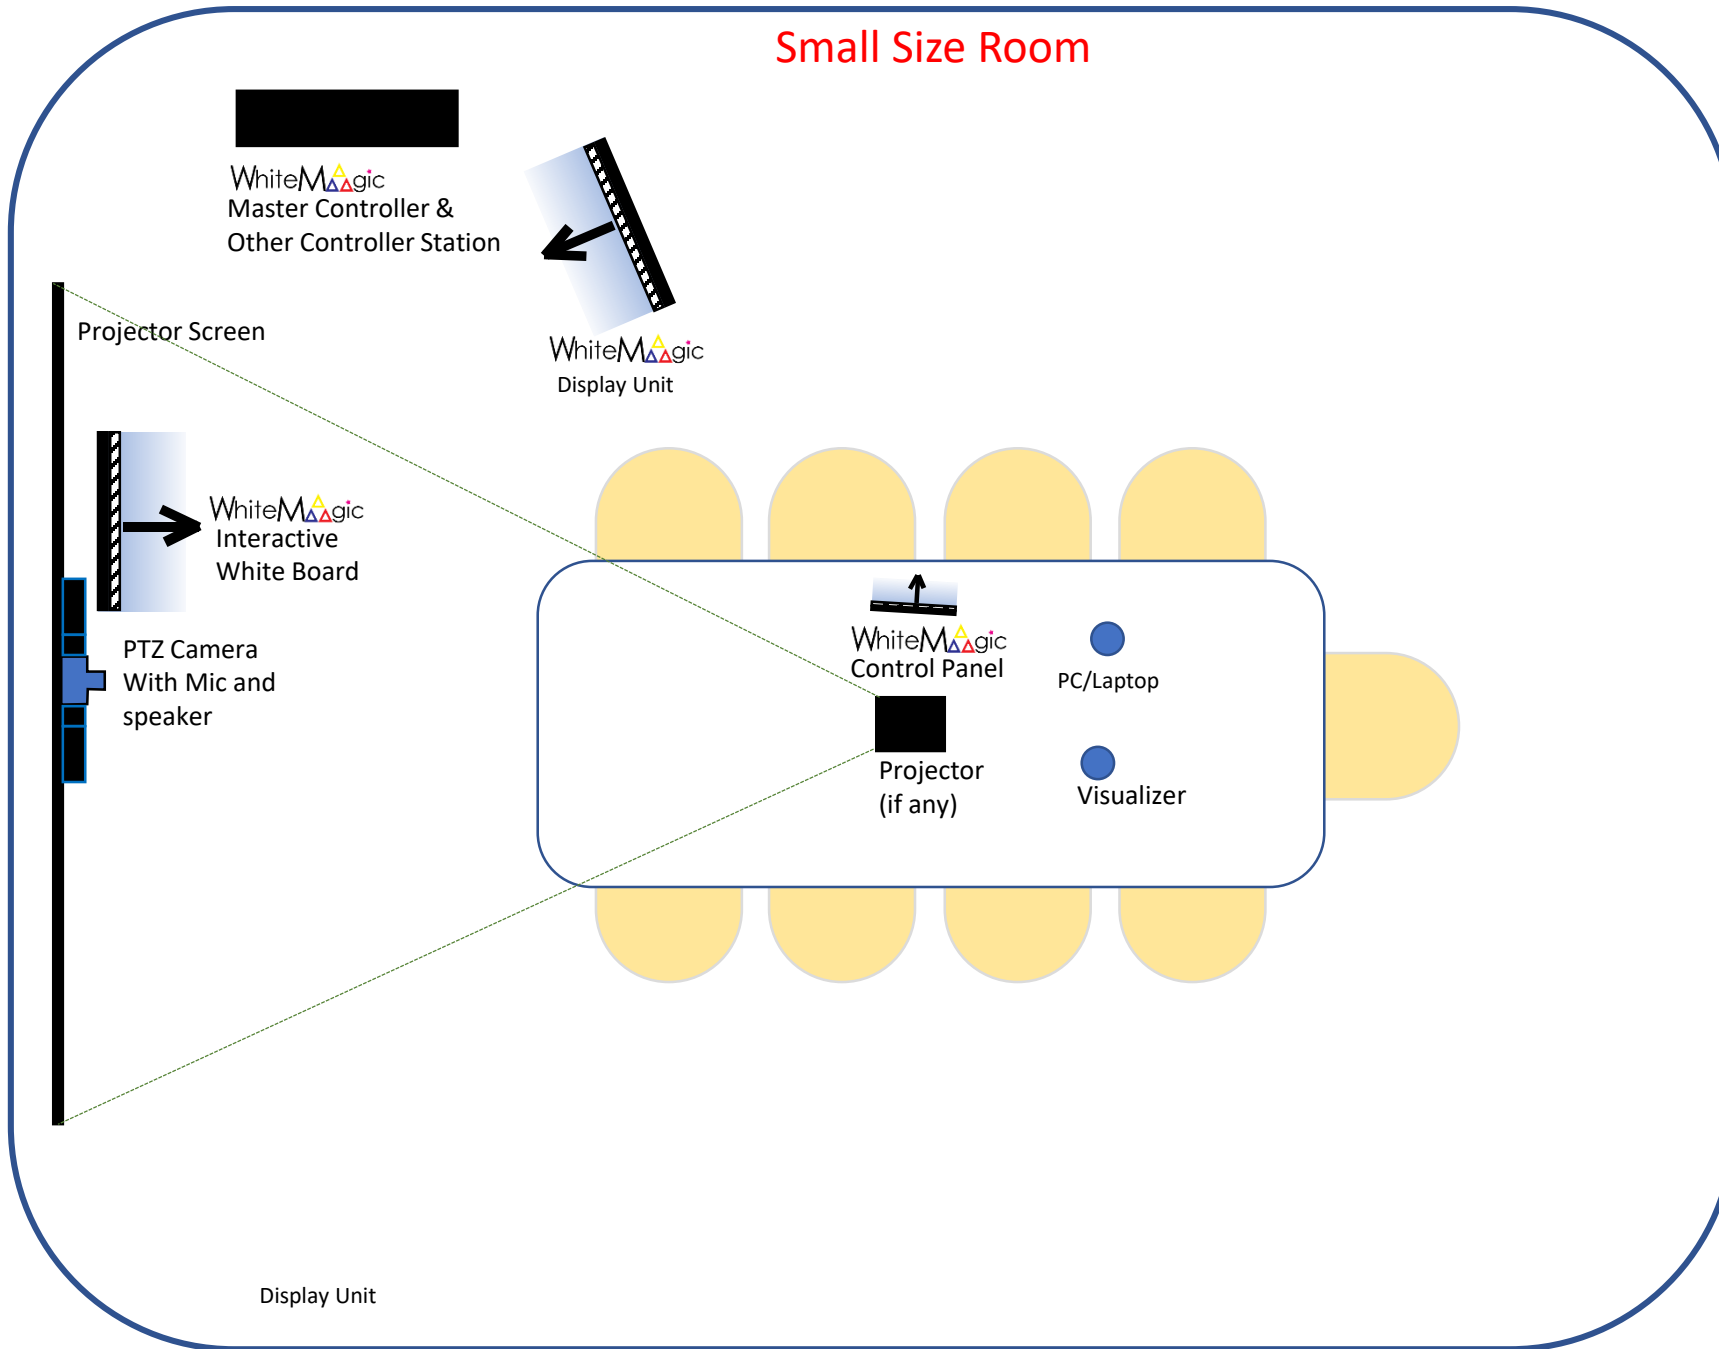 Small Size Room
WhiteMagic
Master Controller &
Other Controller Station
Projector Screen
WhiteMagic
Display Unit
WhiteMagic
Interactive
White Board
PTZ Camera
With Mic and
speaker
WhiteMagic
Control Panel
PC/Laptop
Projector
(if any)
Visualizer
Display Unit